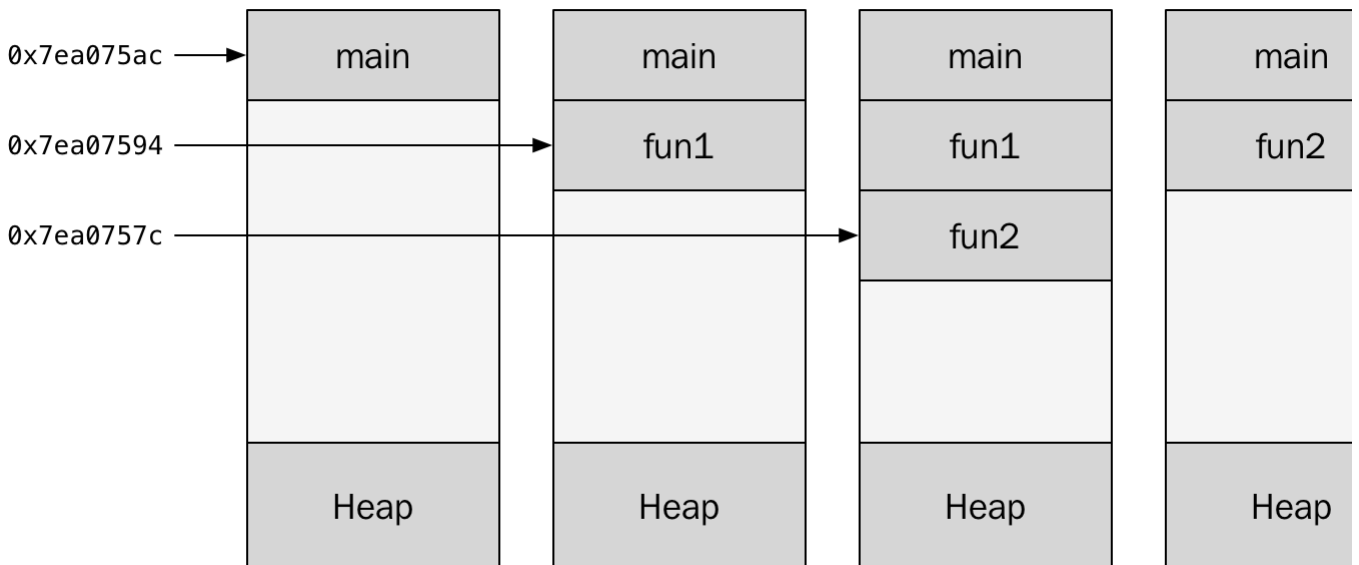 0x7ea075ac main main main main
0x7ea07594 fun1 fun1 fun2
0x7ea0757c fun2
Heap Heap Heap Heap